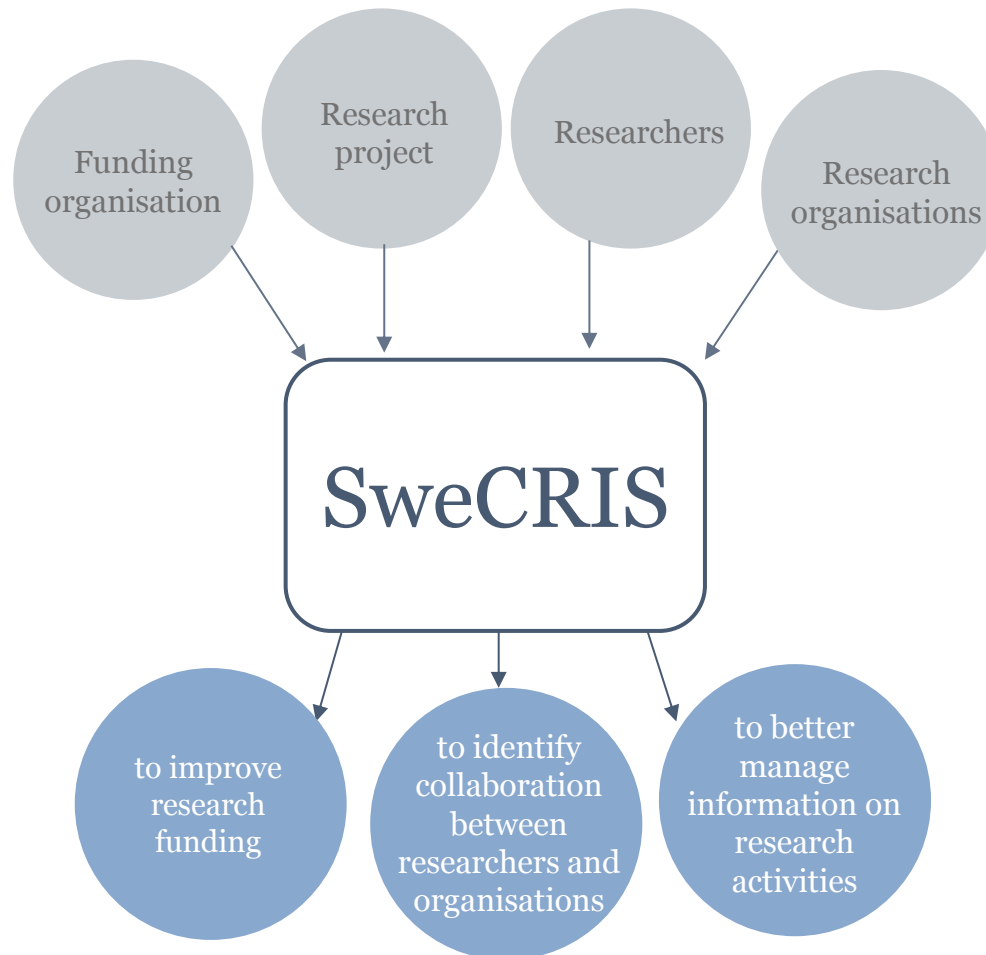 Funding
organisation
Research
project
Researchers
Research
organisations
SweCRIS
to improve
research
funding
to identify
collaboration
between
researchers and
organisations
to better
manage
information on
research
activities